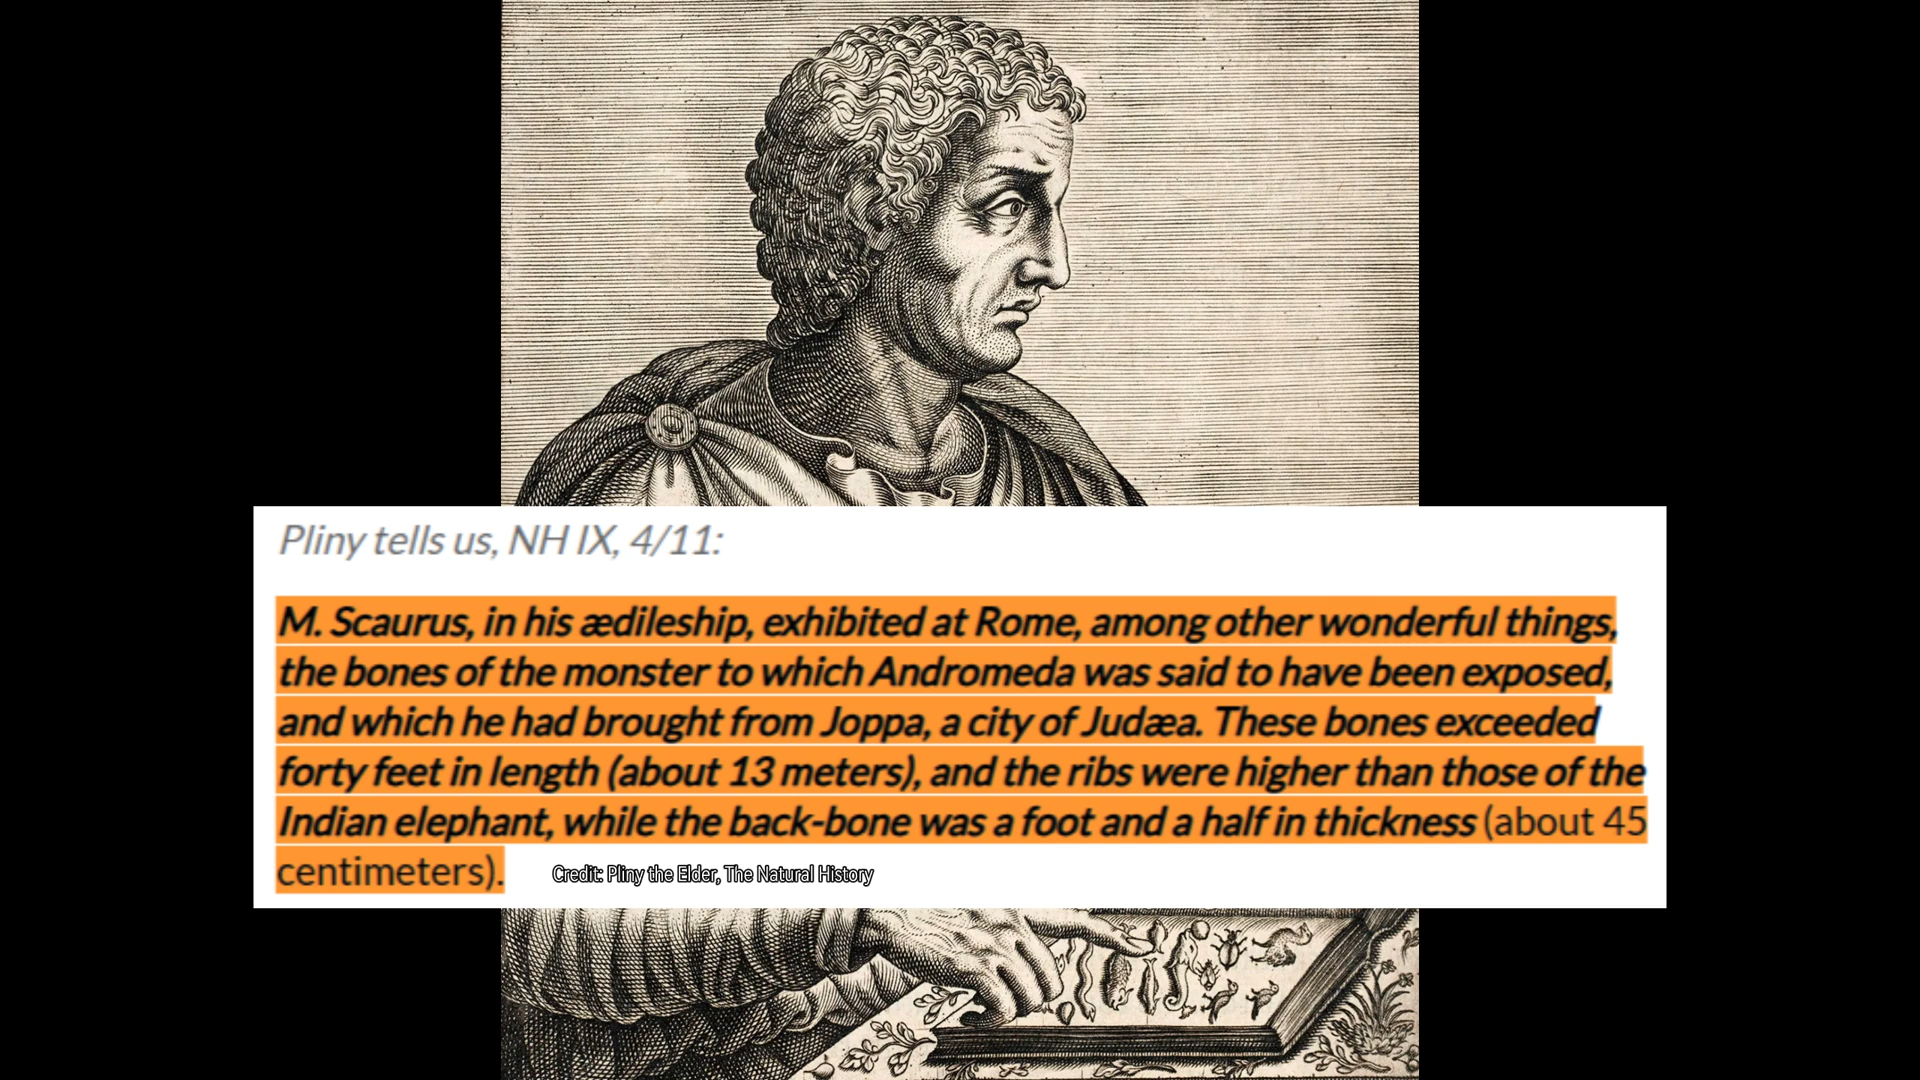 Pliny tells us, NH IX, 4/11:
M. Scaurus, in his ædileship, exhibited at Rome, among other wonderful things,
the bones of the monster to which Andromeda was said to have been exposed,
and which he had brought from Joppa, a city of Judæa. These bones exceeded
forty feet in length (about 13 meters), and the ribs were higher than those of the
Indian elephant, while the back-bone was a foot and a half in thickness (about 45
centimeters).
Credit: Pliny the Elder, The Natural History